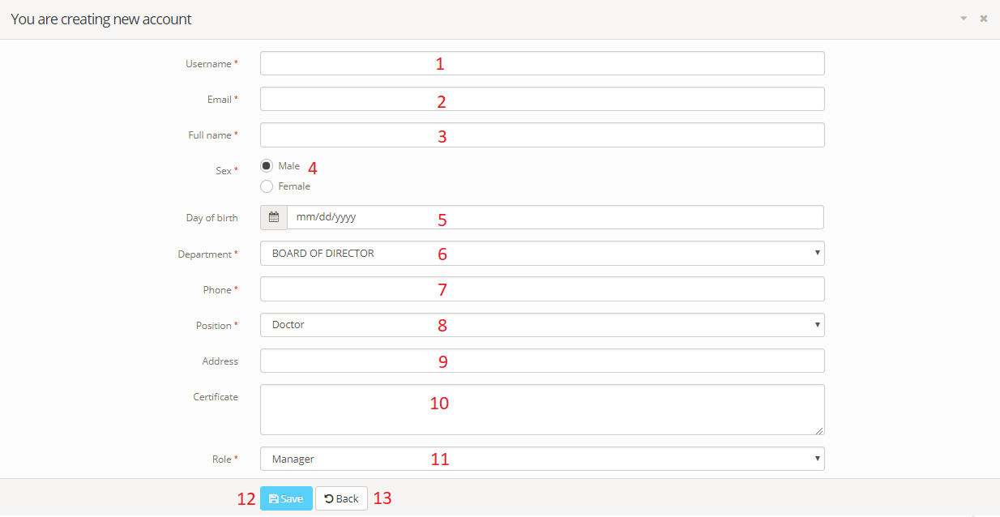 You are creating new account
Username * 1
Email * 2
Full name * 3
Sex * Male 4
Female
Day of birth mm/dd/yyyy 5
Department * BOARD OF DIRECTOR 6
Phone * 7
Position * Doctor 8
Address 9
Certificate 10
Role * Manager 11
12 Save Back 13